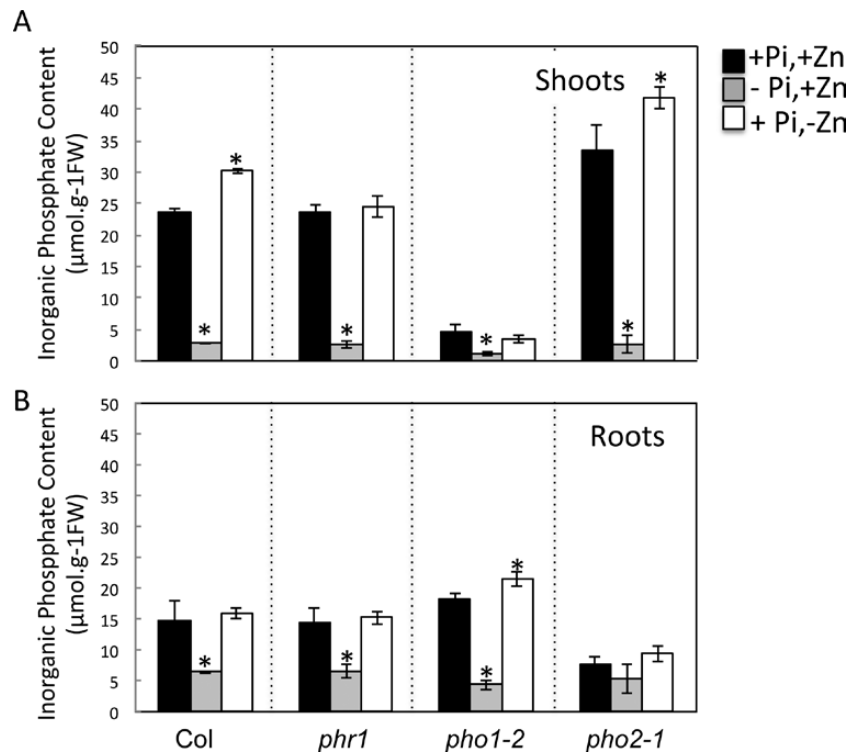 A
Inorganic Phospphate Content
(µmol.g-1FW)
50
45
40
35
30
25
20
15
10
5
0
Shoots
*
*
*
*
*
*
+Pi,+Zn
- Pi,+Zn
+ Pi,-Zn
B
Inorganic Phospphate Content
(µmol.g-1FW)
50
45
40
35
30
25
20
15
10
5
0
Roots
*
*
*
*
Col
phr1
pho1-2
pho2-1